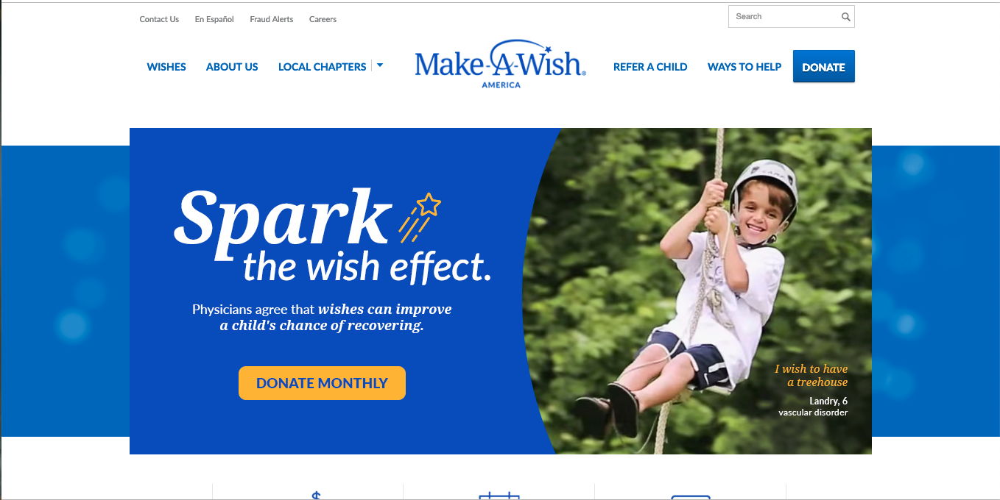 Contact Us En Español Fraud Alerts Careers
Search
WISHES ABOUT US LOCAL CHAPTERS
Make-A-Wish®
AMERICA
REFER A CHILD WAYS TO HELP DONATE
Spark
the wish effect.
Physicians agree that wishes can improve
a child's chance of recovering.
DONATE MONTHLY
I wish to have
a treehouse
Landry, 6
vascular disorder
$